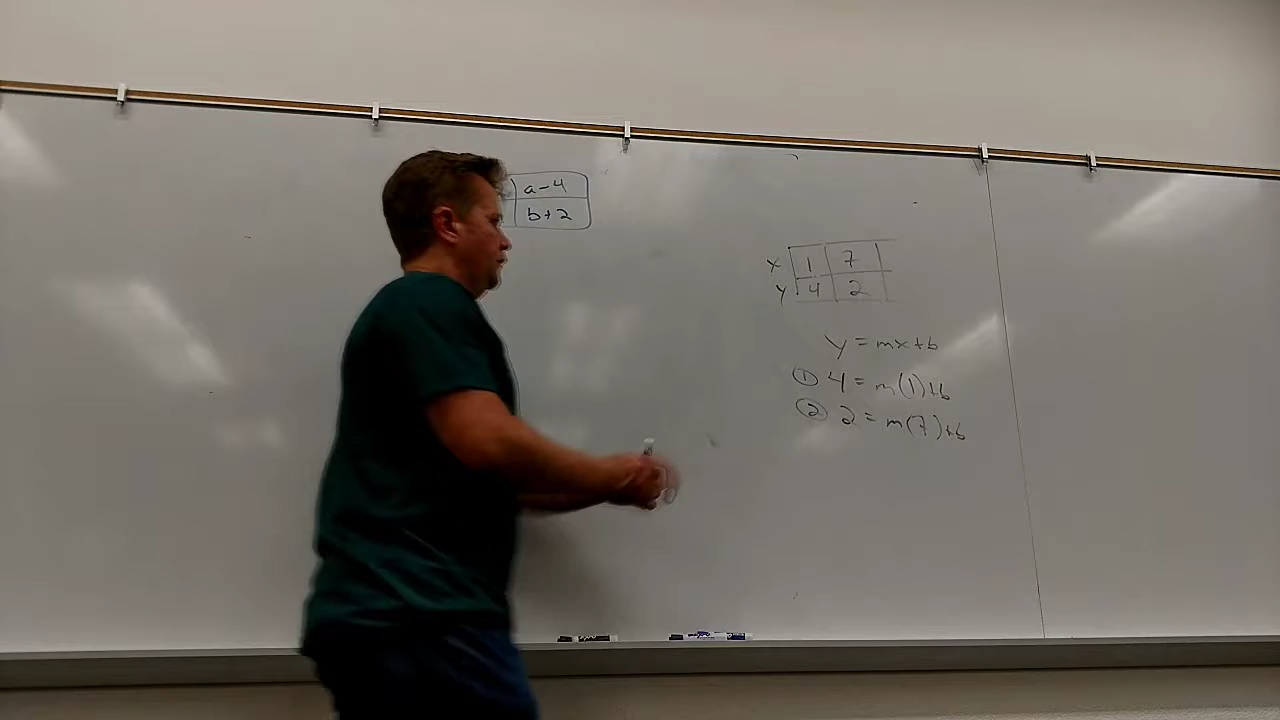 a-4
b+2
x 1 7
y 4 2
y = mx+b
① 4 = m(1)+b
② 2 = m(7)+b